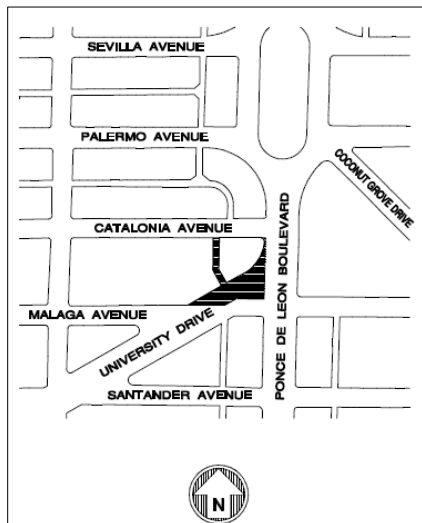 SEVILLA AVENUE
PALERMO AVENUE
COCONUT GROVE DRIVE
CATALONIA AVENUE
PONCE DE LEON BOULEVARD
MALAGA AVENUE
UNIVERSITY DRIVE
SANTANDER AVENUE
N